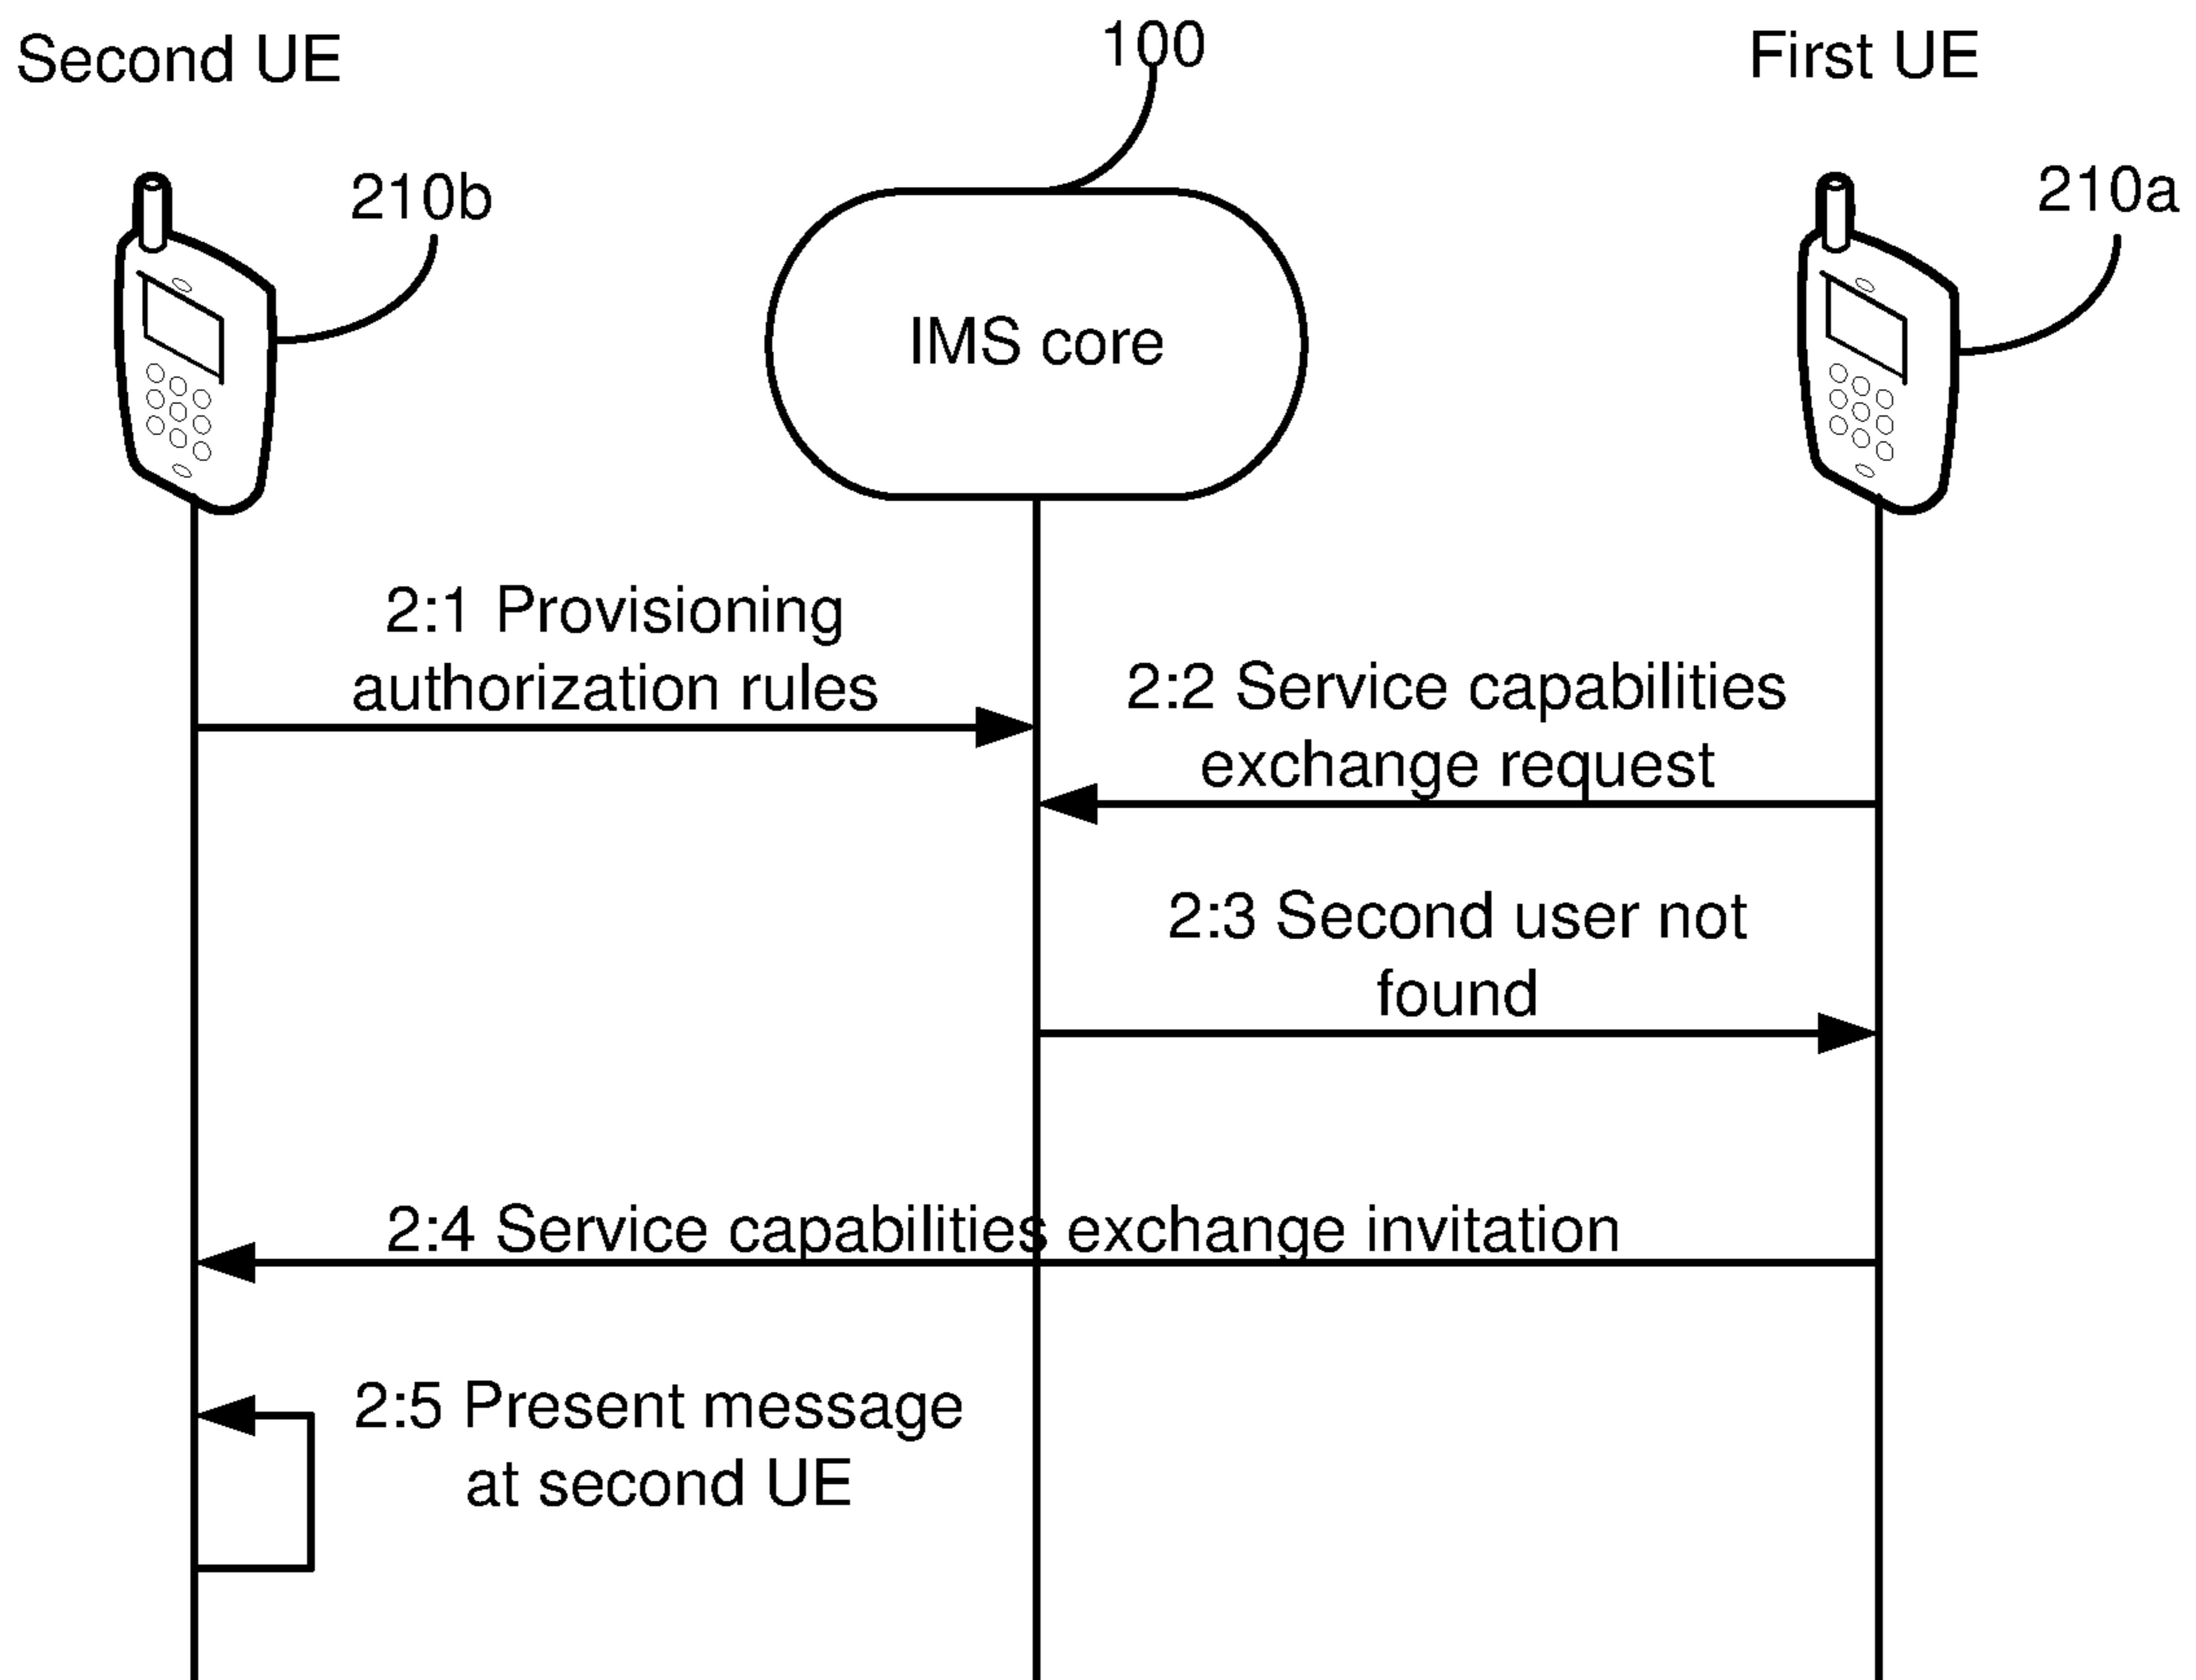 Second UE
100
First UE
210b
210a
IMS core
2:1 Provisioning
authorization rules
2:2 Service capabilities
exchange request
2:3 Second user not
found
2:4 Service capabilities exchange invitation
2:5 Present message
at second UE